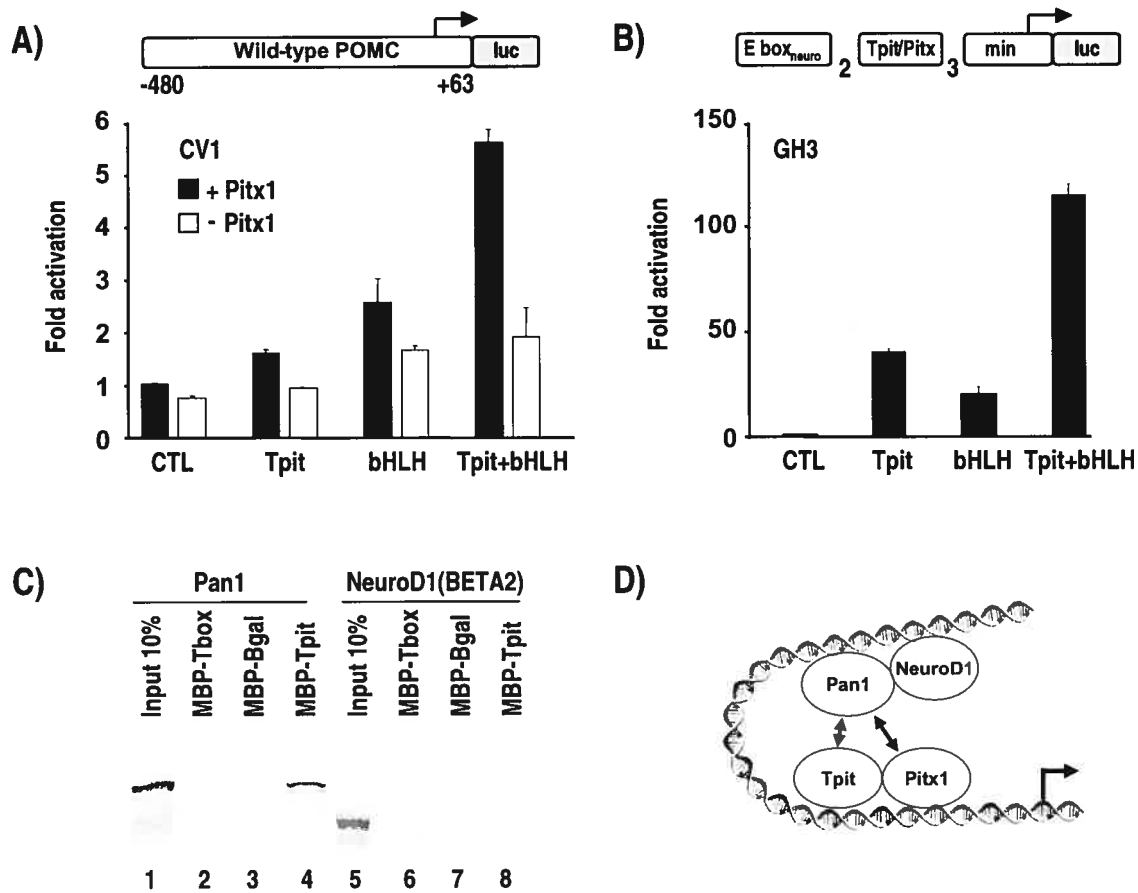 A)
Wild-type POMC luc
-480 +63
6
5
4
3
2
1
0
Fold activation
CV1
+ Pitx1
- Pitx1
CTL Tpit bHLH Tpit+bHLH
B)
E box neuro 2 Tpit/Pitx 3 min luc
150
100
50
0
Fold activation
GH3
CTL Tpit bHLH Tpit+bHLH
C)
Pan1 NeuroD1(BETA2)
Input 10%
MBP-Tbox
MBP-Bgal
MBP-Tpit
Input 10%
MBP-Tbox
MBP-Bgal
MBP-Tpit
1 2 3 4 5 6 7 8
D)
Pan1
NeuroD1
Tpit
Pitx1